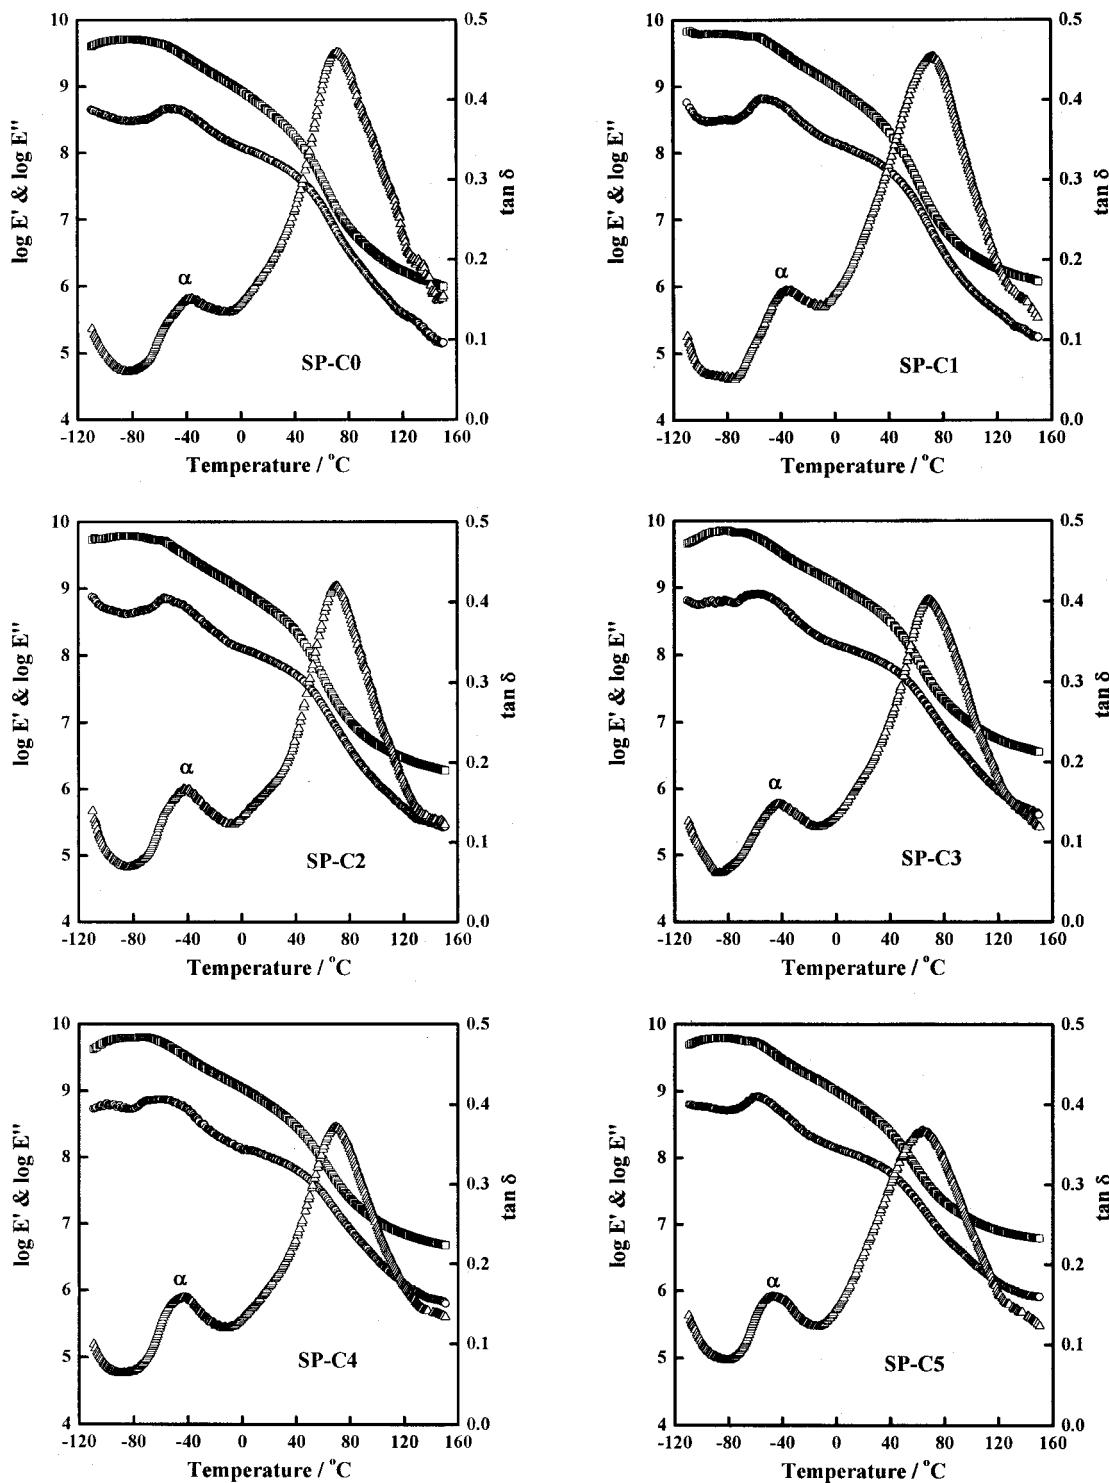 10
9
8
7
6
5
4
0.5
0.4
0.3
0.2
0.1
0.0
log E' & log E''
tan δ
α
SP-C0
-120 -80 -40 0 40 80 120 160
Temperature / °C
10
9
8
7
6
5
4
0.5
0.4
0.3
0.2
0.1
0.0
log E' & log E''
tan δ
α
SP-C1
-120 -80 -40 0 40 80 120 160
Temperature / °C
10
9
8
7
6
5
4
0.5
0.4
0.3
0.2
0.1
0.0
log E' & log E''
tan δ
α
SP-C2
-120 -80 -40 0 40 80 120 160
Temperature / °C
10
9
8
7
6
5
4
0.5
0.4
0.3
0.2
0.1
0.0
log E' & log E''
tan δ
α
SP-C3
-120 -80 -40 0 40 80 120 160
Temperature / °C
10
9
8
7
6
5
4
0.5
0.4
0.3
0.2
0.1
0.0
log E' & log E''
tan δ
α
SP-C4
-120 -80 -40 0 40 80 120 160
Temperature / °C
10
9
8
7
6
5
4
0.5
0.4
0.3
0.2
0.1
0.0
log E' & log E''
tan δ
α
SP-C5
-120 -80 -40 0 40 80 120 160
Temperature / °C